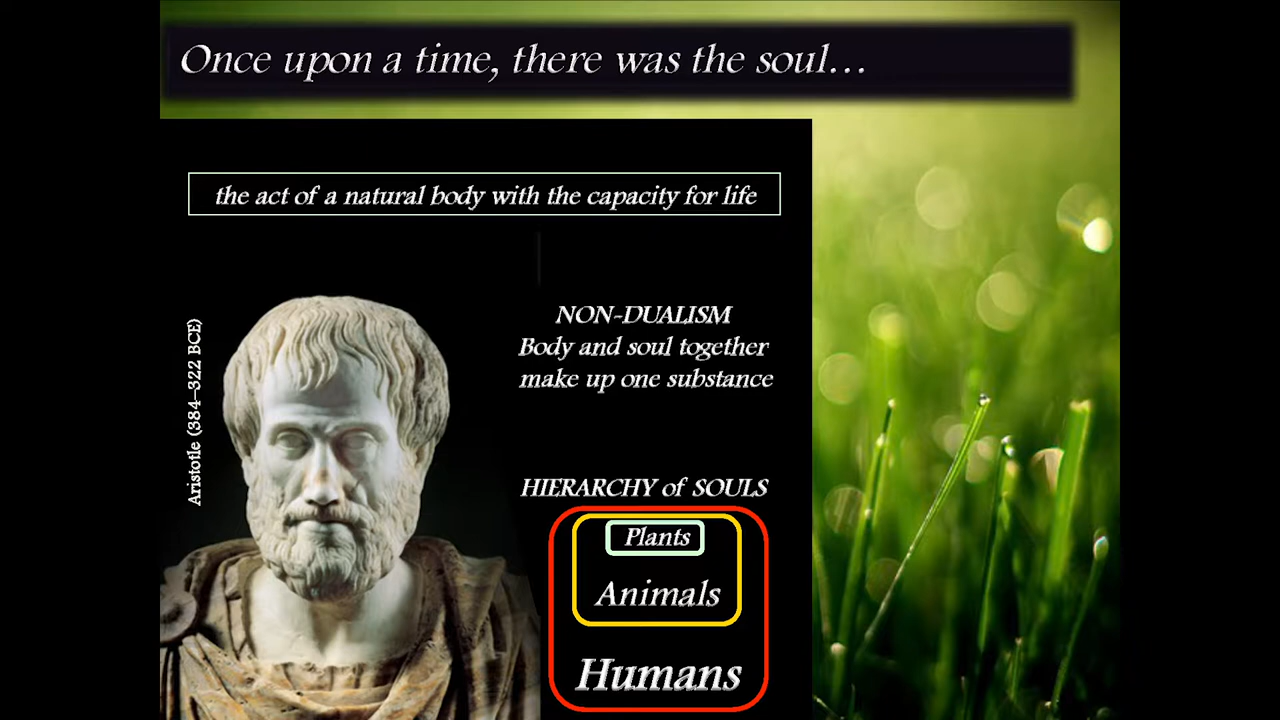 Once upon a time, there was the soul...
the act of a natural body with the capacity for life
Aristotle (384–322 BCE)
NON-DUALISM
Body and soul together
make up one substance
HIERARCHY of SOULS
Plants
Animals
Humans